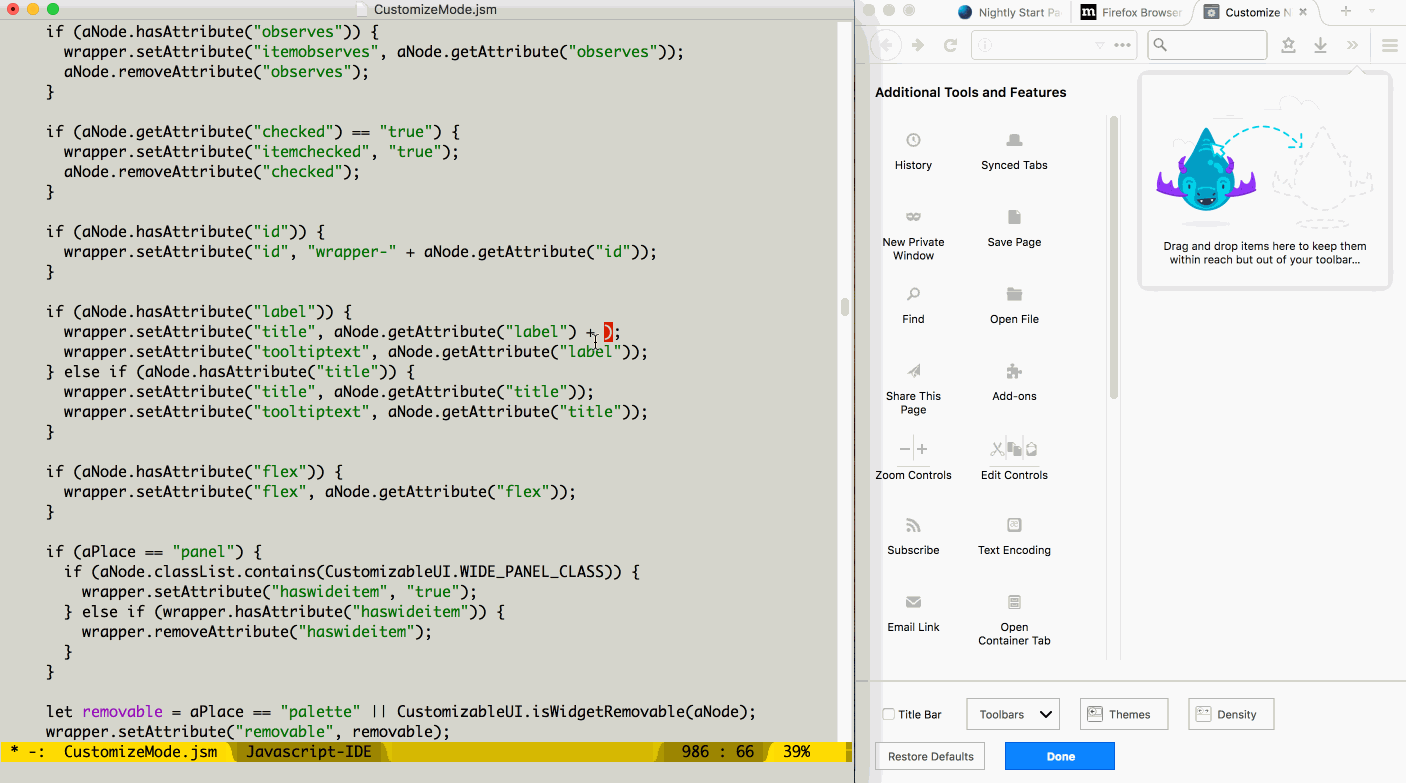 CustomizeMode.jsm
if (aNode.hasAttribute("observes")) {
wrapper.setAttribute("itemobserves", aNode.getAttribute("observes"));
aNode.removeAttribute("observes");
}
if (aNode.getAttribute("checked") == "true") {
wrapper.setAttribute("itemchecked", "true");
aNode.removeAttribute("checked");
}
if (aNode.hasAttribute("id")) {
wrapper.setAttribute("id", "wrapper-" + aNode.getAttribute("id"));
}
if (aNode.hasAttribute("label")) {
wrapper.setAttribute("title", aNode.getAttribute("label") + );
wrapper.setAttribute("tooltiptext", aNode.getAttribute("label"));
} else if (aNode.hasAttribute("title")) {
wrapper.setAttribute("title", aNode.getAttribute("title"));
wrapper.setAttribute("tooltiptext", aNode.getAttribute("title"));
}
if (aNode.hasAttribute("flex")) {
wrapper.setAttribute("flex", aNode.getAttribute("flex"));
}
if (aPlace == "panel") {
if (aNode.classList.contains(CustomizableUI.WIDE_PANEL_CLASS)) {
wrapper.setAttribute("haswideitem", "true");
} else if (wrapper.hasAttribute("haswideitem")) {
wrapper.removeAttribute("haswideitem");
}
}
let removable = aPlace == "palette" || CustomizableUI.isWidgetRemovable(aNode);
wrapper.setAttribute("removable", removable);
* -: CustomizeMode.jsm Javascript-IDE 986 : 66 39%
Nightly Start Pa
Firefox Browser
Customize N
Additional Tools and Features
History
Synced Tabs
New Private
Window
Save Page
Find
Open File
Share This
Page
Add-ons
Zoom Controls
Edit Controls
Subscribe
Text Encoding
Email Link
Open
Container Tab
Drag and drop items here to keep them
within reach but out of your toolbar...
Title Bar
Toolbars
Themes
Density
Restore Defaults
Done